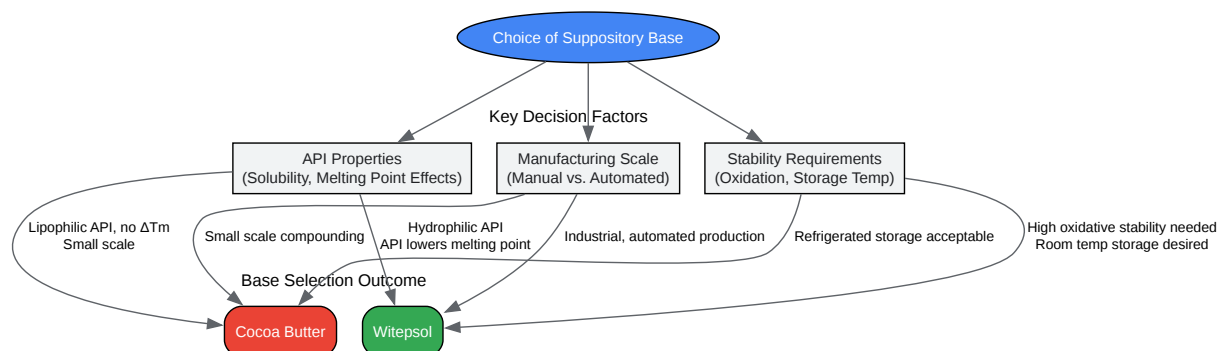 Choice of Suppository Base
Key Decision Factors
API Properties
(Solubility, Melting Point Effects)
Manufacturing Scale
(Manual vs. Automated)
Stability Requirements
(Oxidation, Storage Temp)
Lipophilic API, no ΔTm
Small scale
Small scale compounding
Hydrophilic API
API lowers melting point
Industrial, automated production
Refrigerated storage acceptable
High oxidative stability needed
Room temp storage desired
Base Selection Outcome
Cocoa Butter
Witepsol